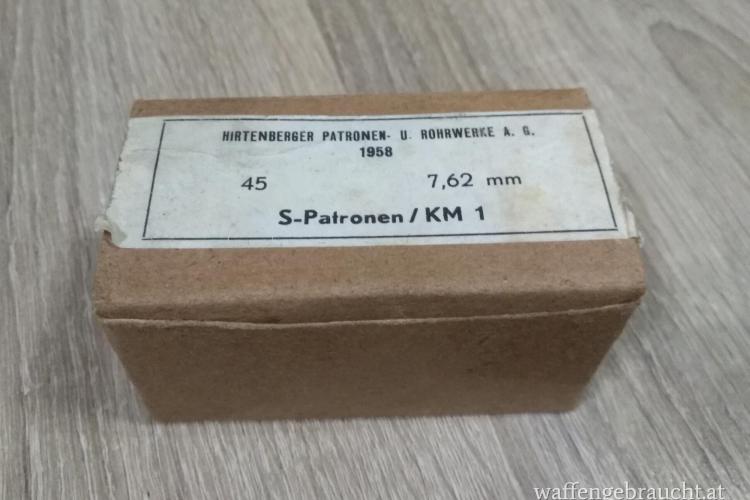 HIRTENBERGER PATRONEN- U. ROHRWERKE A. G.
1958
45 7,62 mm
S-Patronen / KM 1
waffengebraucht.at